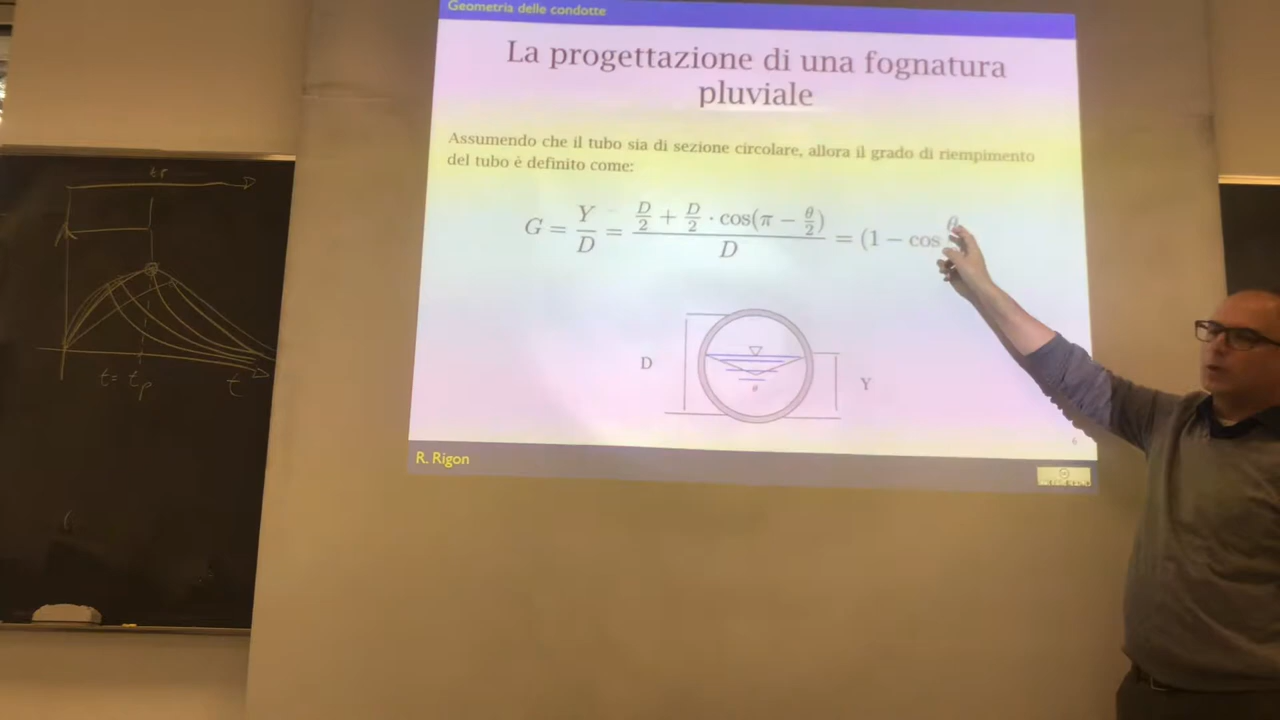 Geometria delle condotte
La progettazione di una fognatura
pluviale
Assumendo che il tubo sia di sezione circolare, allora il grado di riempimento
del tubo è definito come:
G = Y/D = (D/2 + D/2 · cos(π − θ/2))/D = (1 − cos θ
D
Y
θ
6
R. Rigon
t = tp
t